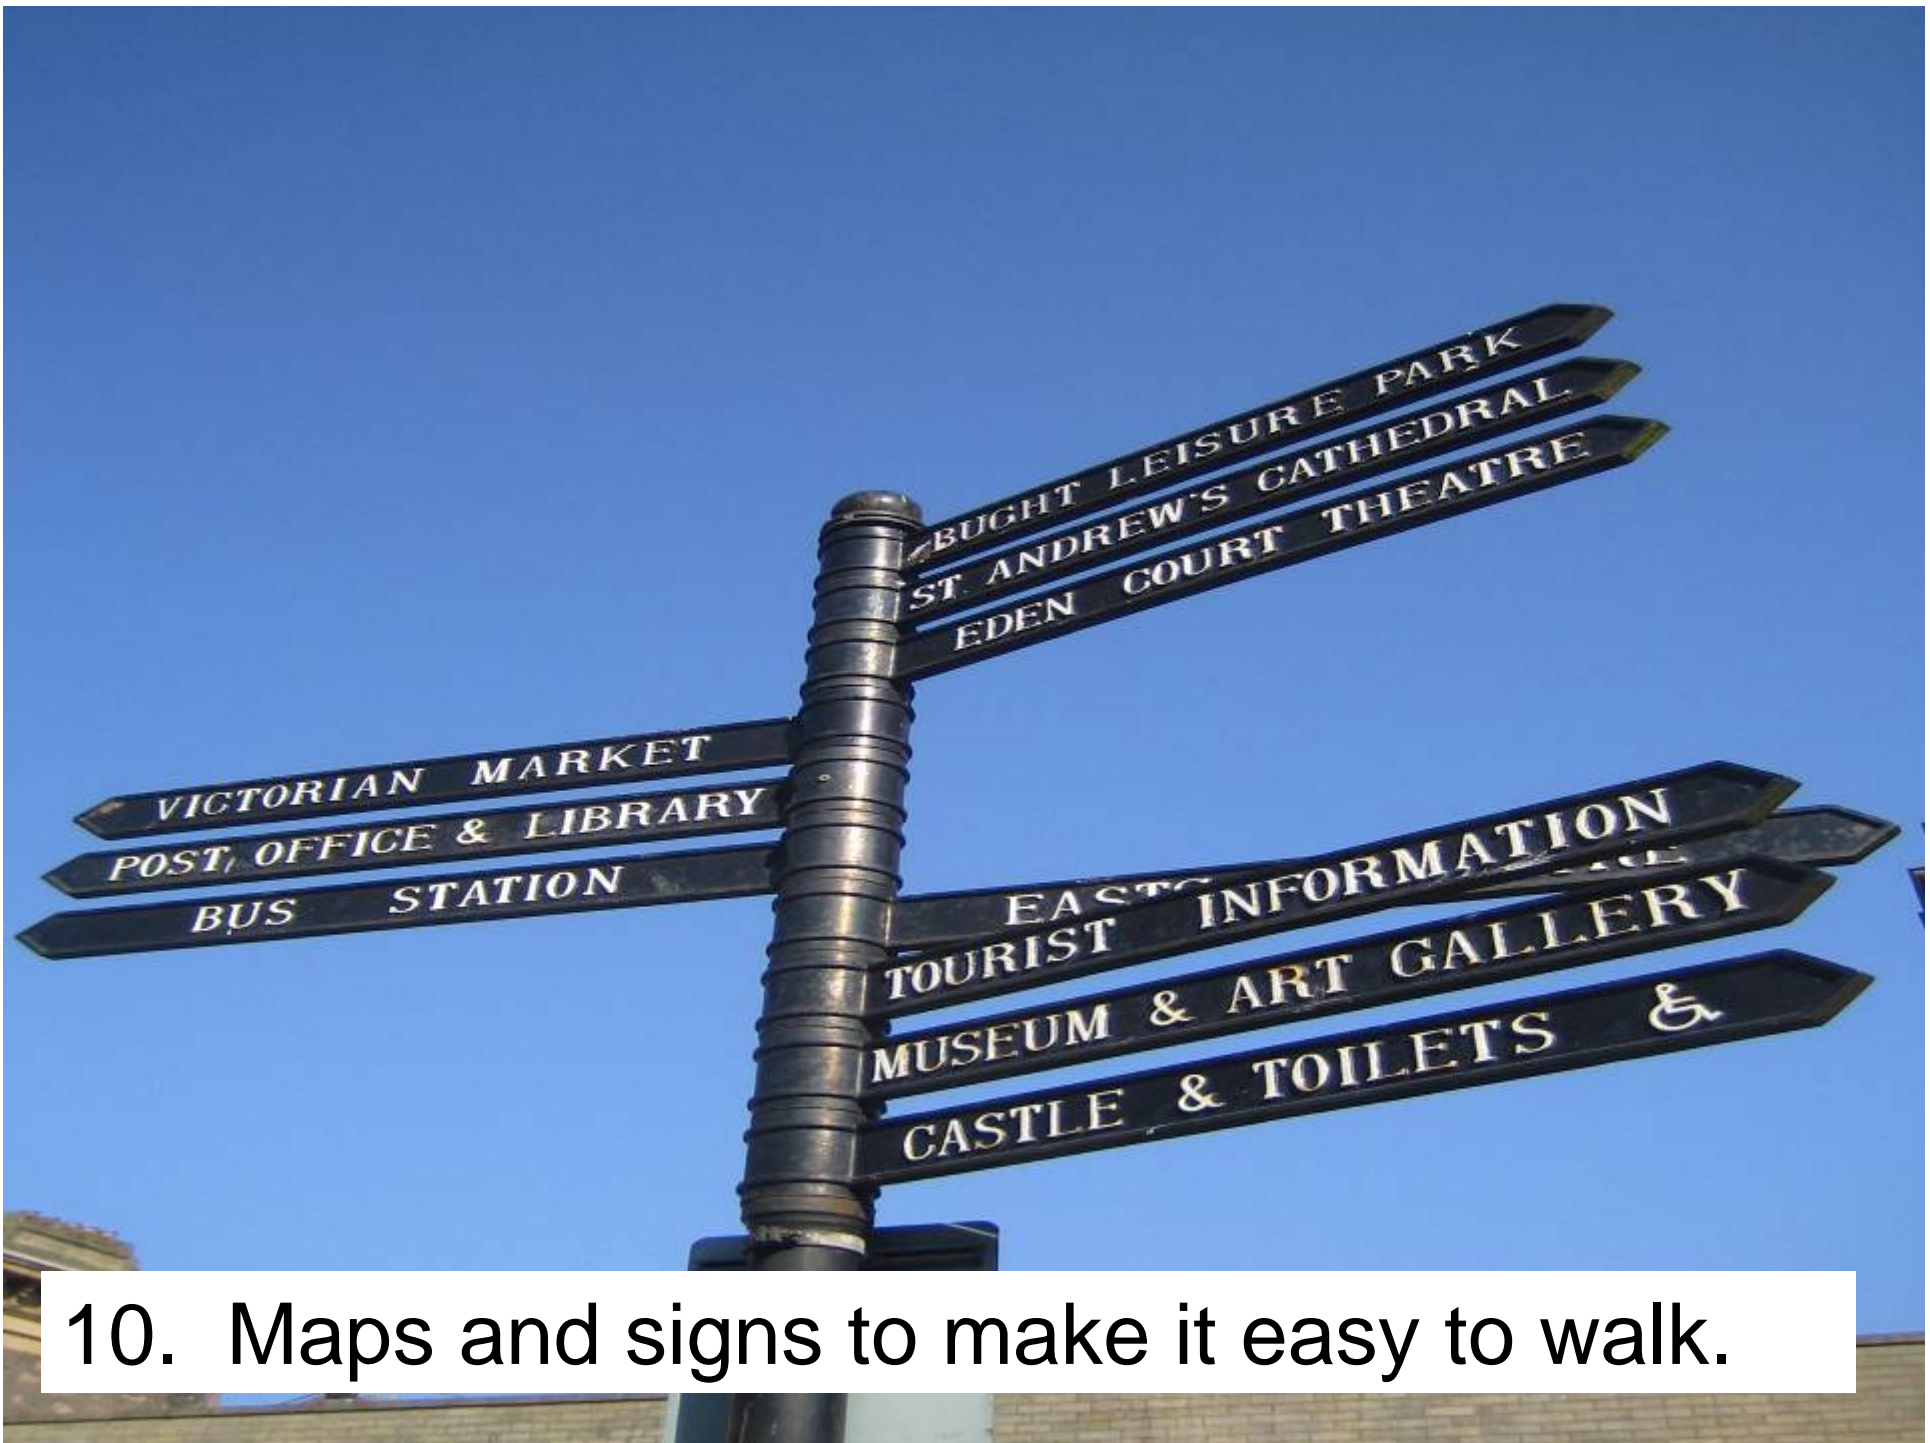 BUGHT LEISURE PARK
ST. ANDREW'S CATHEDRAL
EDEN COURT THEATRE
VICTORIAN MARKET
POST OFFICE & LIBRARY
BUS STATION
TOURIST INFORMATION
MUSEUM & ART GALLERY
CASTLE & TOILETS
10. Maps and signs to make it easy to walk.